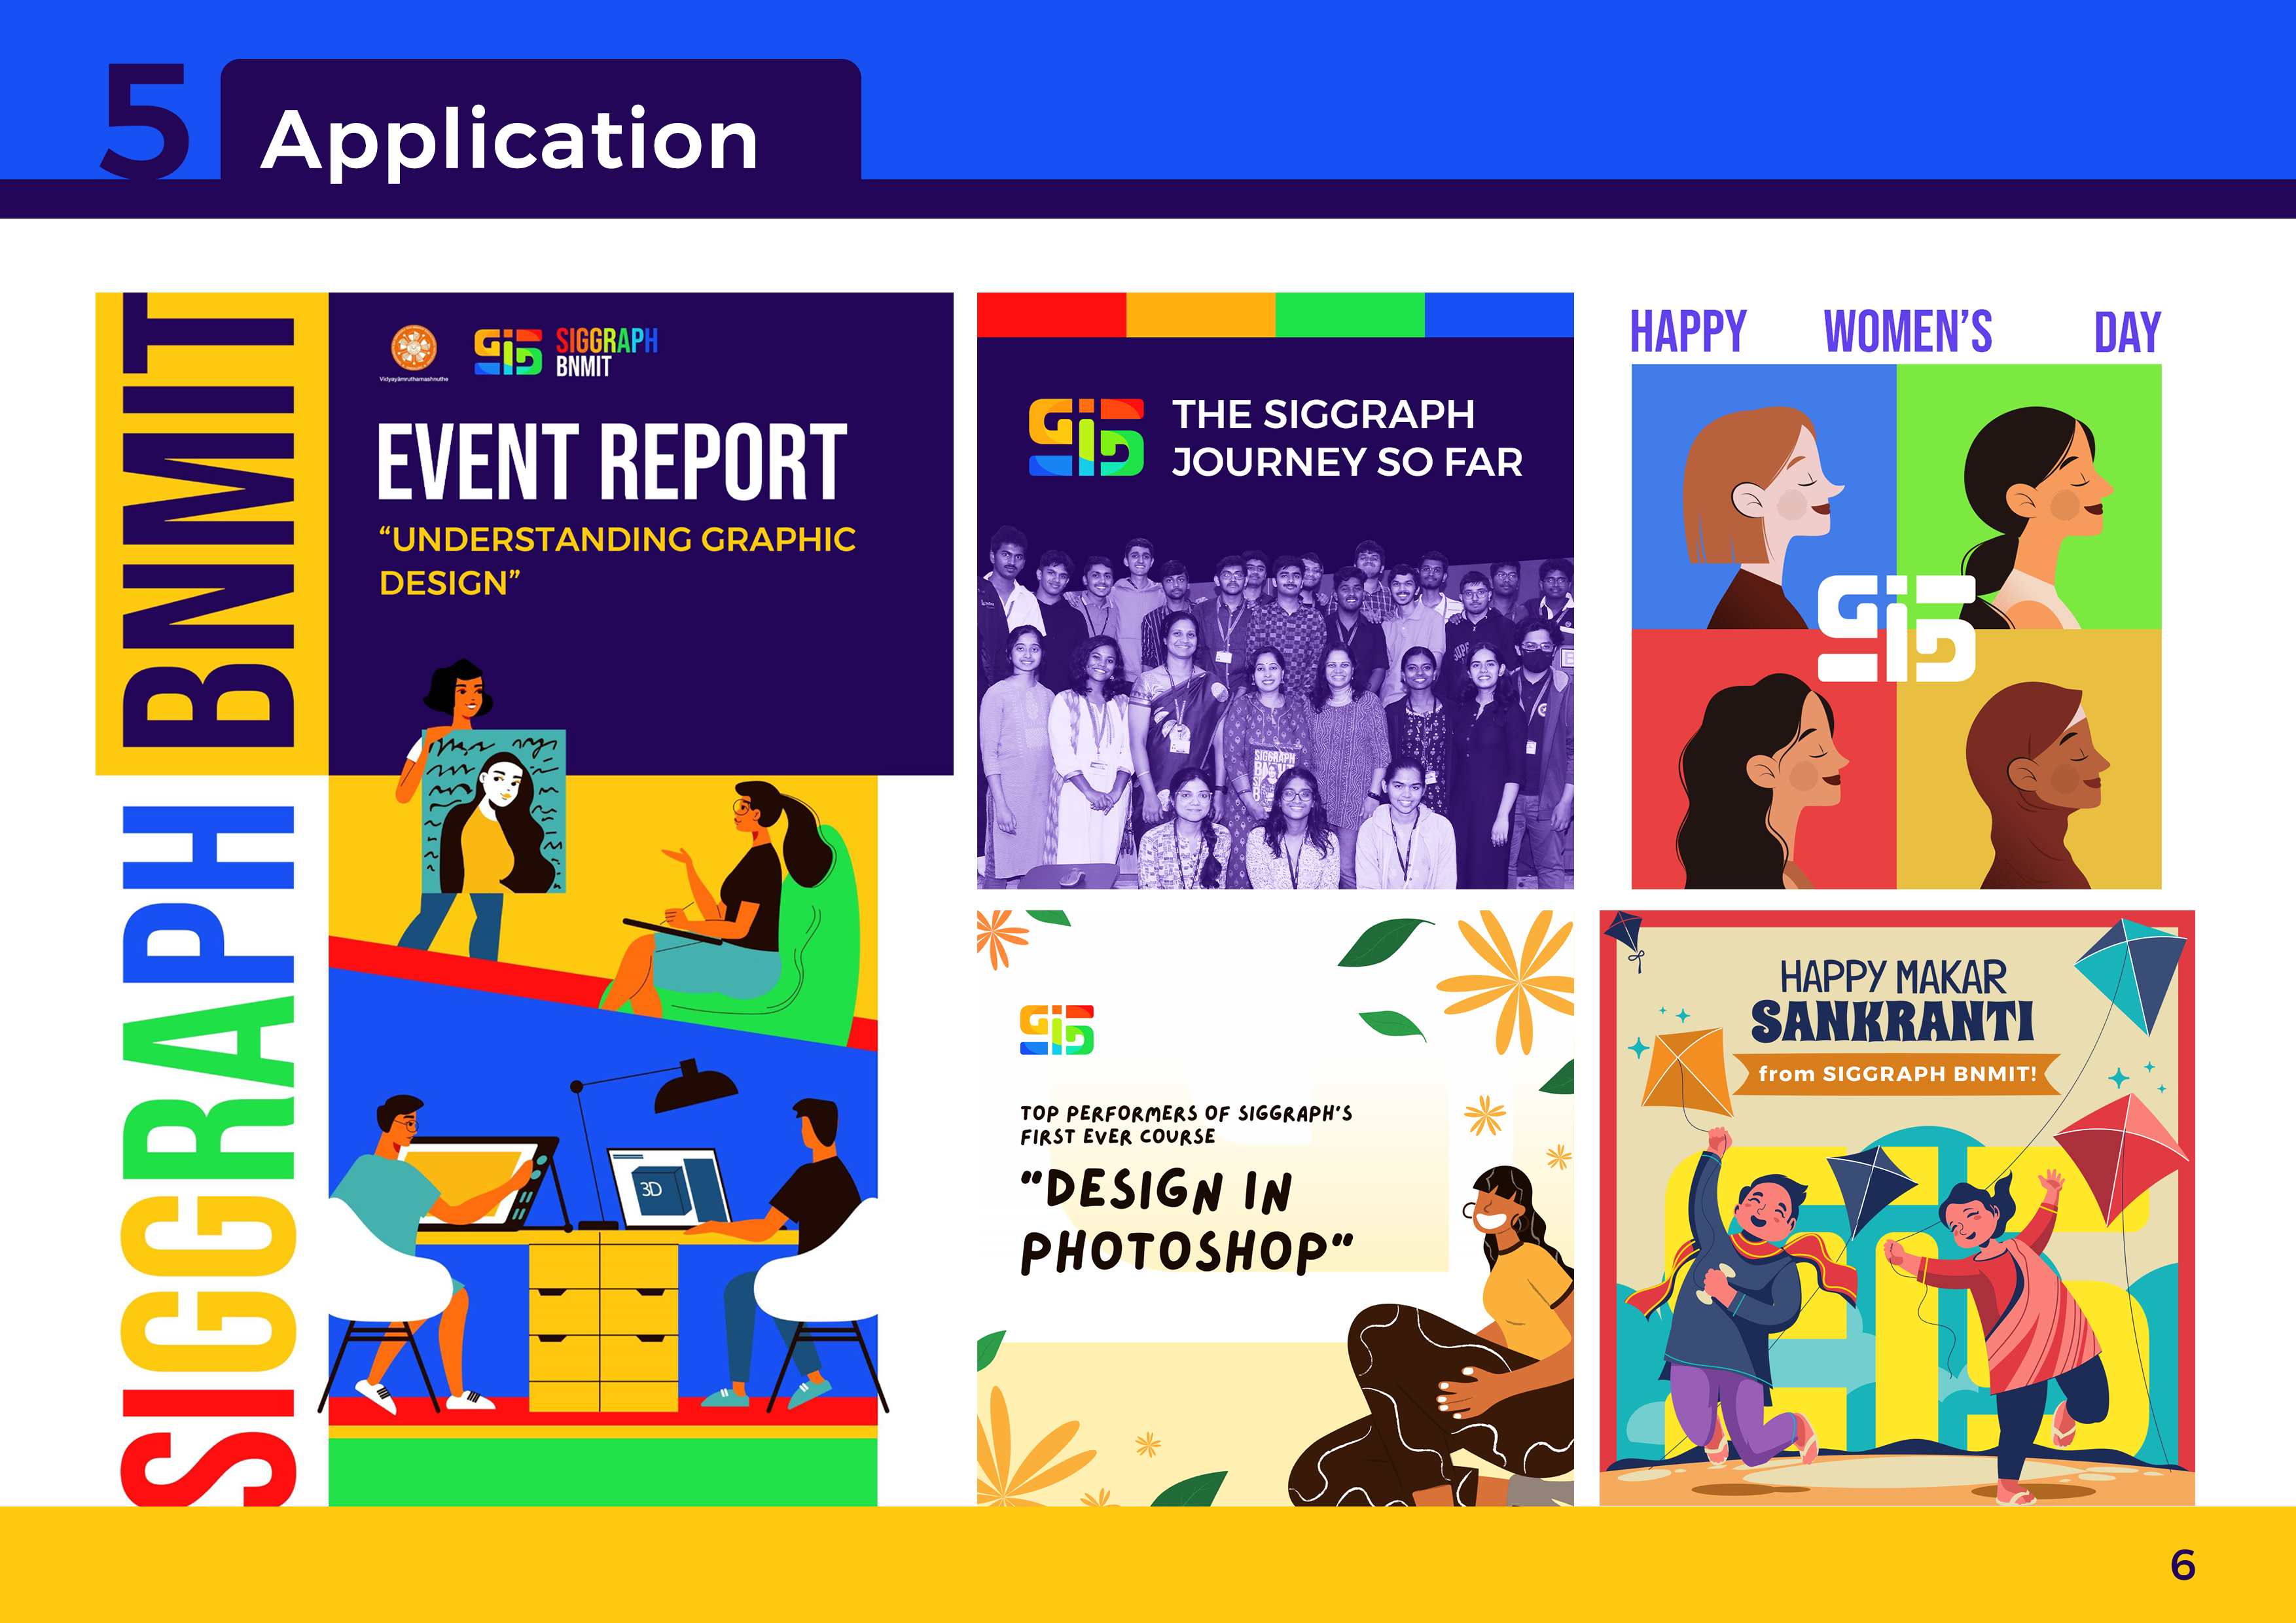 5 Application
BNMIT
SIGGRAPH
Vidyayāmruthamashnuthe
SIGGRAPH
BNMIT
EVENT REPORT
“UNDERSTANDING GRAPHIC
DESIGN”
3D
THE SIGGRAPH
JOURNEY SO FAR
SIGGRAPH
HAPPY WOMEN’S DAY
TOP PERFORMERS OF SIGGRAPH'S
FIRST EVER COURSE
"DESIGN IN
PHOTOSHOP"
HAPPY MAKAR
SANKRANTI
from SIGGRAPH BNMIT!
6